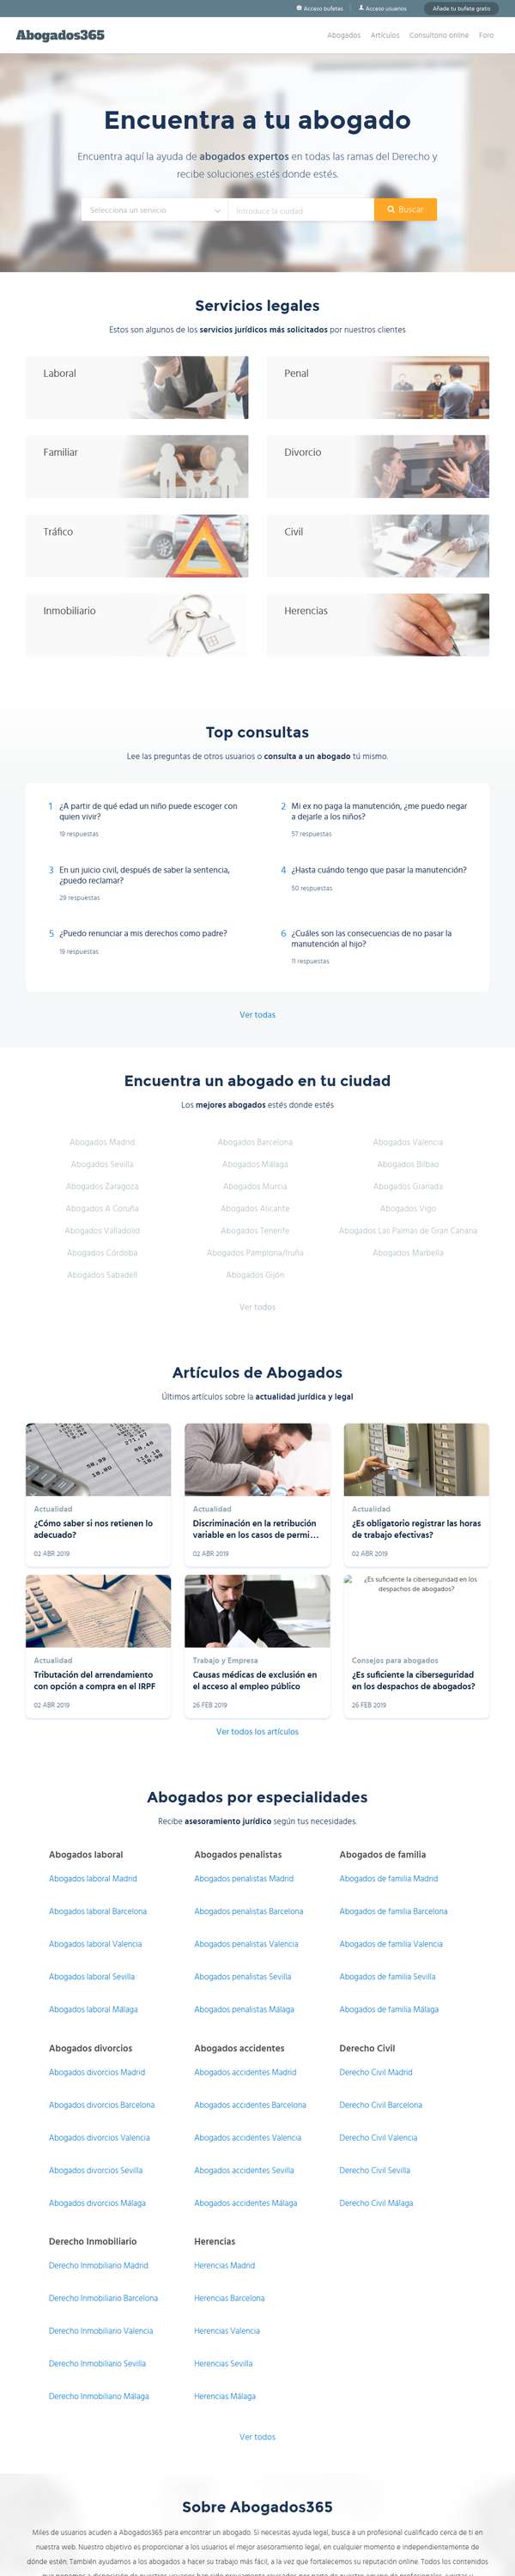 Acceso bufetes
Acceso usuarios
Añade tu bufete gratis
Abogados365
Abogados
Artículos
Consultorio online
Foro
Encuentra a tu abogado
Encuentra aquí la ayuda de abogados expertos en todas las ramas del Derecho y
recibe soluciones estés donde estés.
Selecciona un servicio
Introduce la ciudad
Buscar
Servicios legales
Estos son algunos de los servicios jurídicos más solicitados por nuestros clientes
Laboral
Penal
Familiar
Divorcio
Tráfico
Civil
Inmobiliario
Herencias
Top consultas
Lee las preguntas de otros usuarios o consulta a un abogado tú mismo.
1 ¿A partir de qué edad un niño puede escoger con
quien vivir?
19 respuestas
2 Mi ex no paga la manutención, ¿me puedo negar
a dejarle a los niños?
57 respuestas
3 En un juicio civil, después de saber la sentencia,
¿puedo reclamar?
29 respuestas
4 ¿Hasta cuándo tengo que pasar la manutención?
50 respuestas
5 ¿Puedo renunciar a mis derechos como padre?
19 respuestas
6 ¿Cuáles son las consecuencias de no pasar la
manutención al hijo?
11 respuestas
Ver todas
Encuentra un abogado en tu ciudad
Los mejores abogados estés donde estés
Abogados Madrid
Abogados Barcelona
Abogados Valencia
Abogados Sevilla
Abogados Málaga
Abogados Bilbao
Abogados Zaragoza
Abogados Murcia
Abogados Granada
Abogados A Coruña
Abogados Alicante
Abogados Vigo
Abogados Valladolid
Abogados Tenerife
Abogados Las Palmas de Gran Canaria
Abogados Córdoba
Abogados Pamplona/Iruña
Abogados Marbella
Abogados Sabadell
Abogados Gijón
Ver todos
Artículos de Abogados
Últimos artículos sobre la actualidad jurídica y legal
Actualidad
¿Cómo saber si nos retienen lo
adecuado?
02 ABR 2019
Actualidad
Discriminación en la retribución
variable en los casos de permi...
02 ABR 2019
Actualidad
¿Es obligatorio registrar las horas
de trabajo efectivas?
02 ABR 2019
Actualidad
Tributación del arrendamiento
con opción a compra en el IRPF
02 ABR 2019
Trabajo y Empresa
Causas médicas de exclusión en
el acceso al empleo público
26 FEB 2019
¿Es suficiente la ciberseguridad en los
despachos de abogados?
Consejos para abogados
¿Es suficiente la ciberseguridad
en los despachos de abogados?
26 FEB 2019
Ver todos los artículos
Abogados por especialidades
Recibe asesoramiento jurídico según tus necesidades.
Abogados laboral
Abogados laboral Madrid
Abogados laboral Barcelona
Abogados laboral Valencia
Abogados laboral Sevilla
Abogados laboral Málaga
Abogados penalistas
Abogados penalistas Madrid
Abogados penalistas Barcelona
Abogados penalistas Valencia
Abogados penalistas Sevilla
Abogados penalistas Málaga
Abogados de familia
Abogados de familia Madrid
Abogados de familia Barcelona
Abogados de familia Valencia
Abogados de familia Sevilla
Abogados de familia Málaga
Abogados divorcios
Abogados divorcios Madrid
Abogados divorcios Barcelona
Abogados divorcios Valencia
Abogados divorcios Sevilla
Abogados divorcios Málaga
Abogados accidentes
Abogados accidentes Madrid
Abogados accidentes Barcelona
Abogados accidentes Valencia
Abogados accidentes Sevilla
Abogados accidentes Málaga
Derecho Civil
Derecho Civil Madrid
Derecho Civil Barcelona
Derecho Civil Valencia
Derecho Civil Sevilla
Derecho Civil Málaga
Derecho Inmobiliario
Derecho Inmobiliario Madrid
Derecho Inmobiliario Barcelona
Derecho Inmobiliario Valencia
Derecho Inmobiliario Sevilla
Derecho Inmobiliario Málaga
Herencias
Herencias Madrid
Herencias Barcelona
Herencias Valencia
Herencias Sevilla
Herencias Málaga
Ver todos
Sobre Abogados365
Miles de usuarios acuden a Abogados365 para encontrar un abogado. Si necesitas ayuda legal, busca a un profesional cualificado cerca de ti en
nuestra web. Nuestro objetivo es proporcionar a los usuarios el mejor asesoramiento legal, en cualquier momento e independientemente de
dónde estén. También ayudamos a los abogados a hacer su trabajo más fácil, a la vez que fortalecemos su reputación online. Todos los contenidos